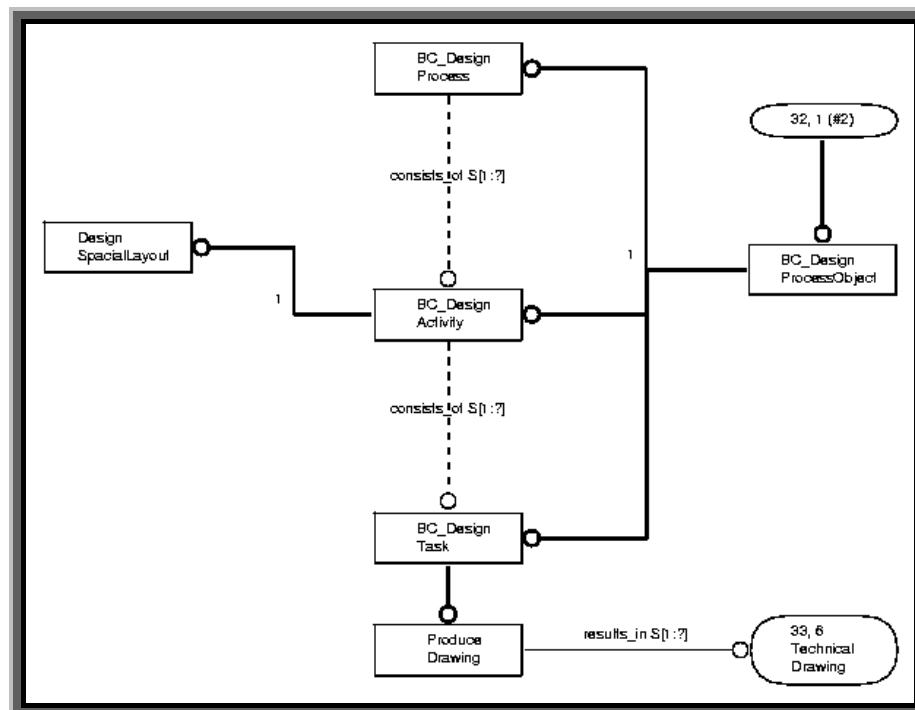 BC_Design
Process
32, 1 (#2)
consists_of S[1:?]
Design
SpacialLayout
1
BC_Design
ProcessObject
1
BC_Design
Activity
consists_of S[1:?]
BC_Design
Task
Produce
Drawing
results_in S[1:?]
33, 6
Technical
Drawing